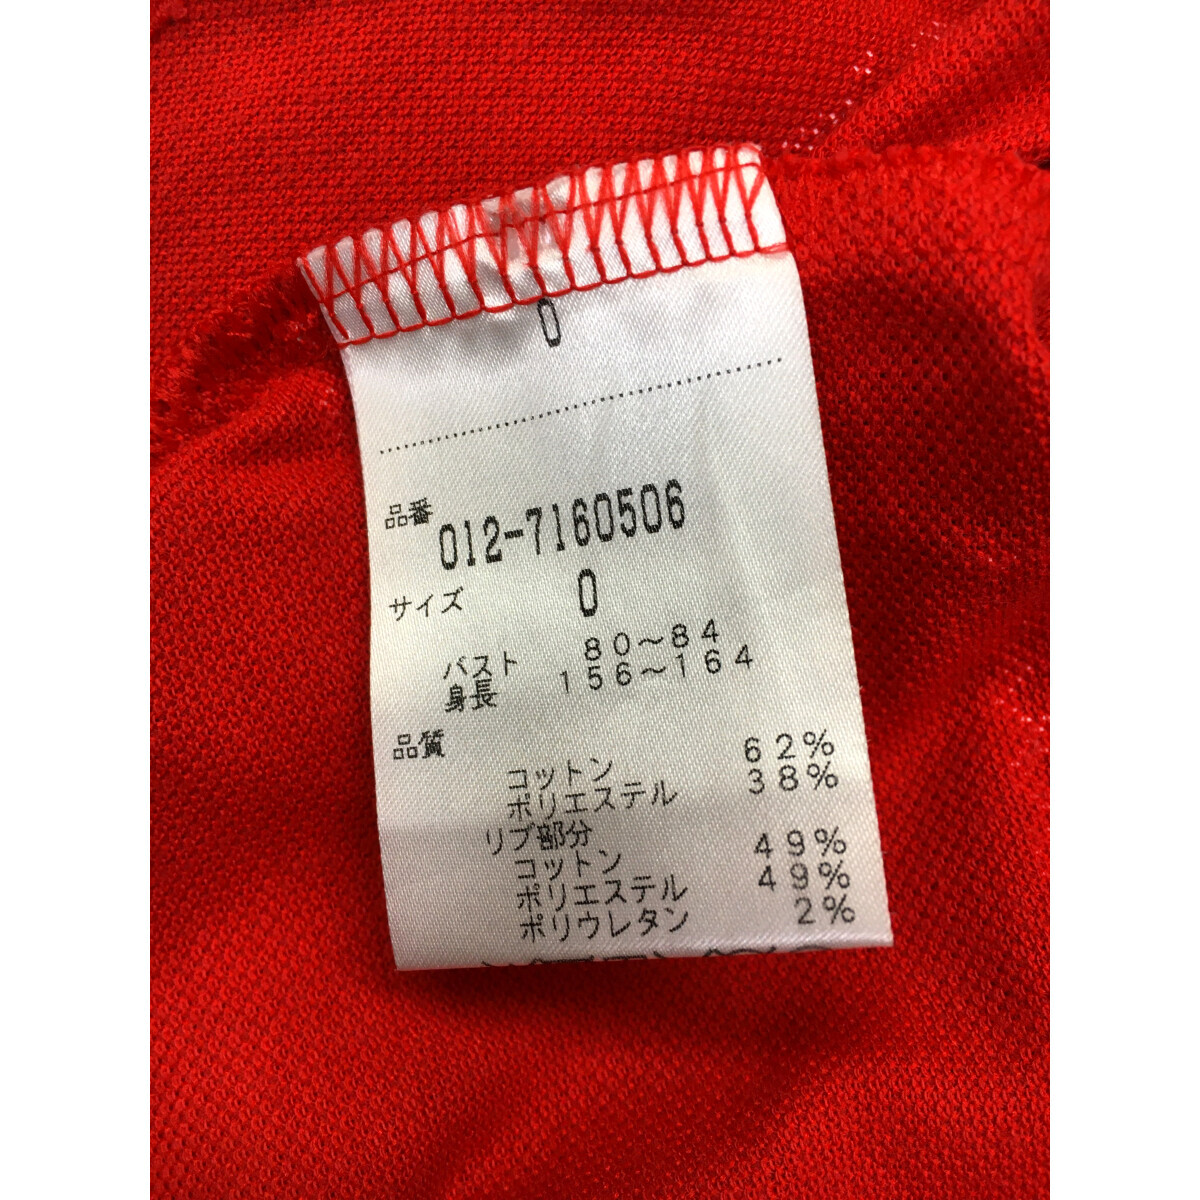 0
品番
012-7160506
サイズ 0
バスト 80～84
身長 156～164
品質
コットン 62%
ポリエステル 38%
リブ部分
コットン 49%
ポリエステル 49%
ポリウレタン 2%